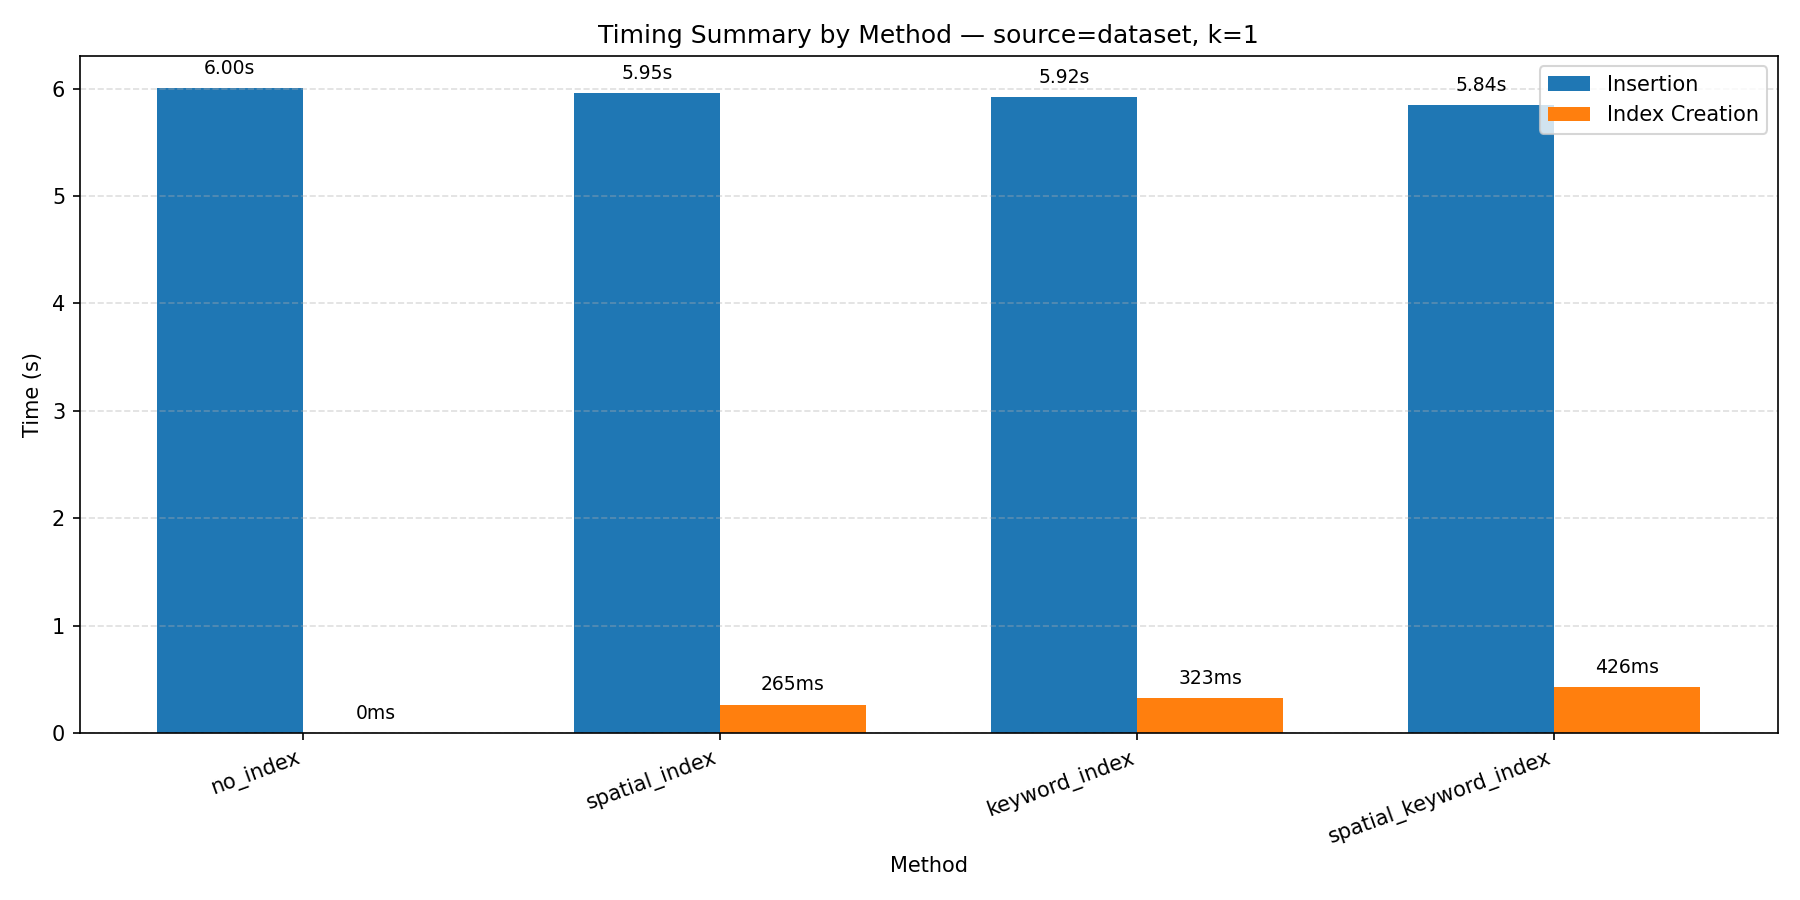 Timing Summary by Method — source=dataset, k=1
6.00s
5.95s
5.92s
5.84s
Insertion
Index Creation
6
5
4
3
2
1
0
Time (s)
0ms
265ms
323ms
426ms
no_index
spatial_index
keyword_index
spatial_keyword_index
Method